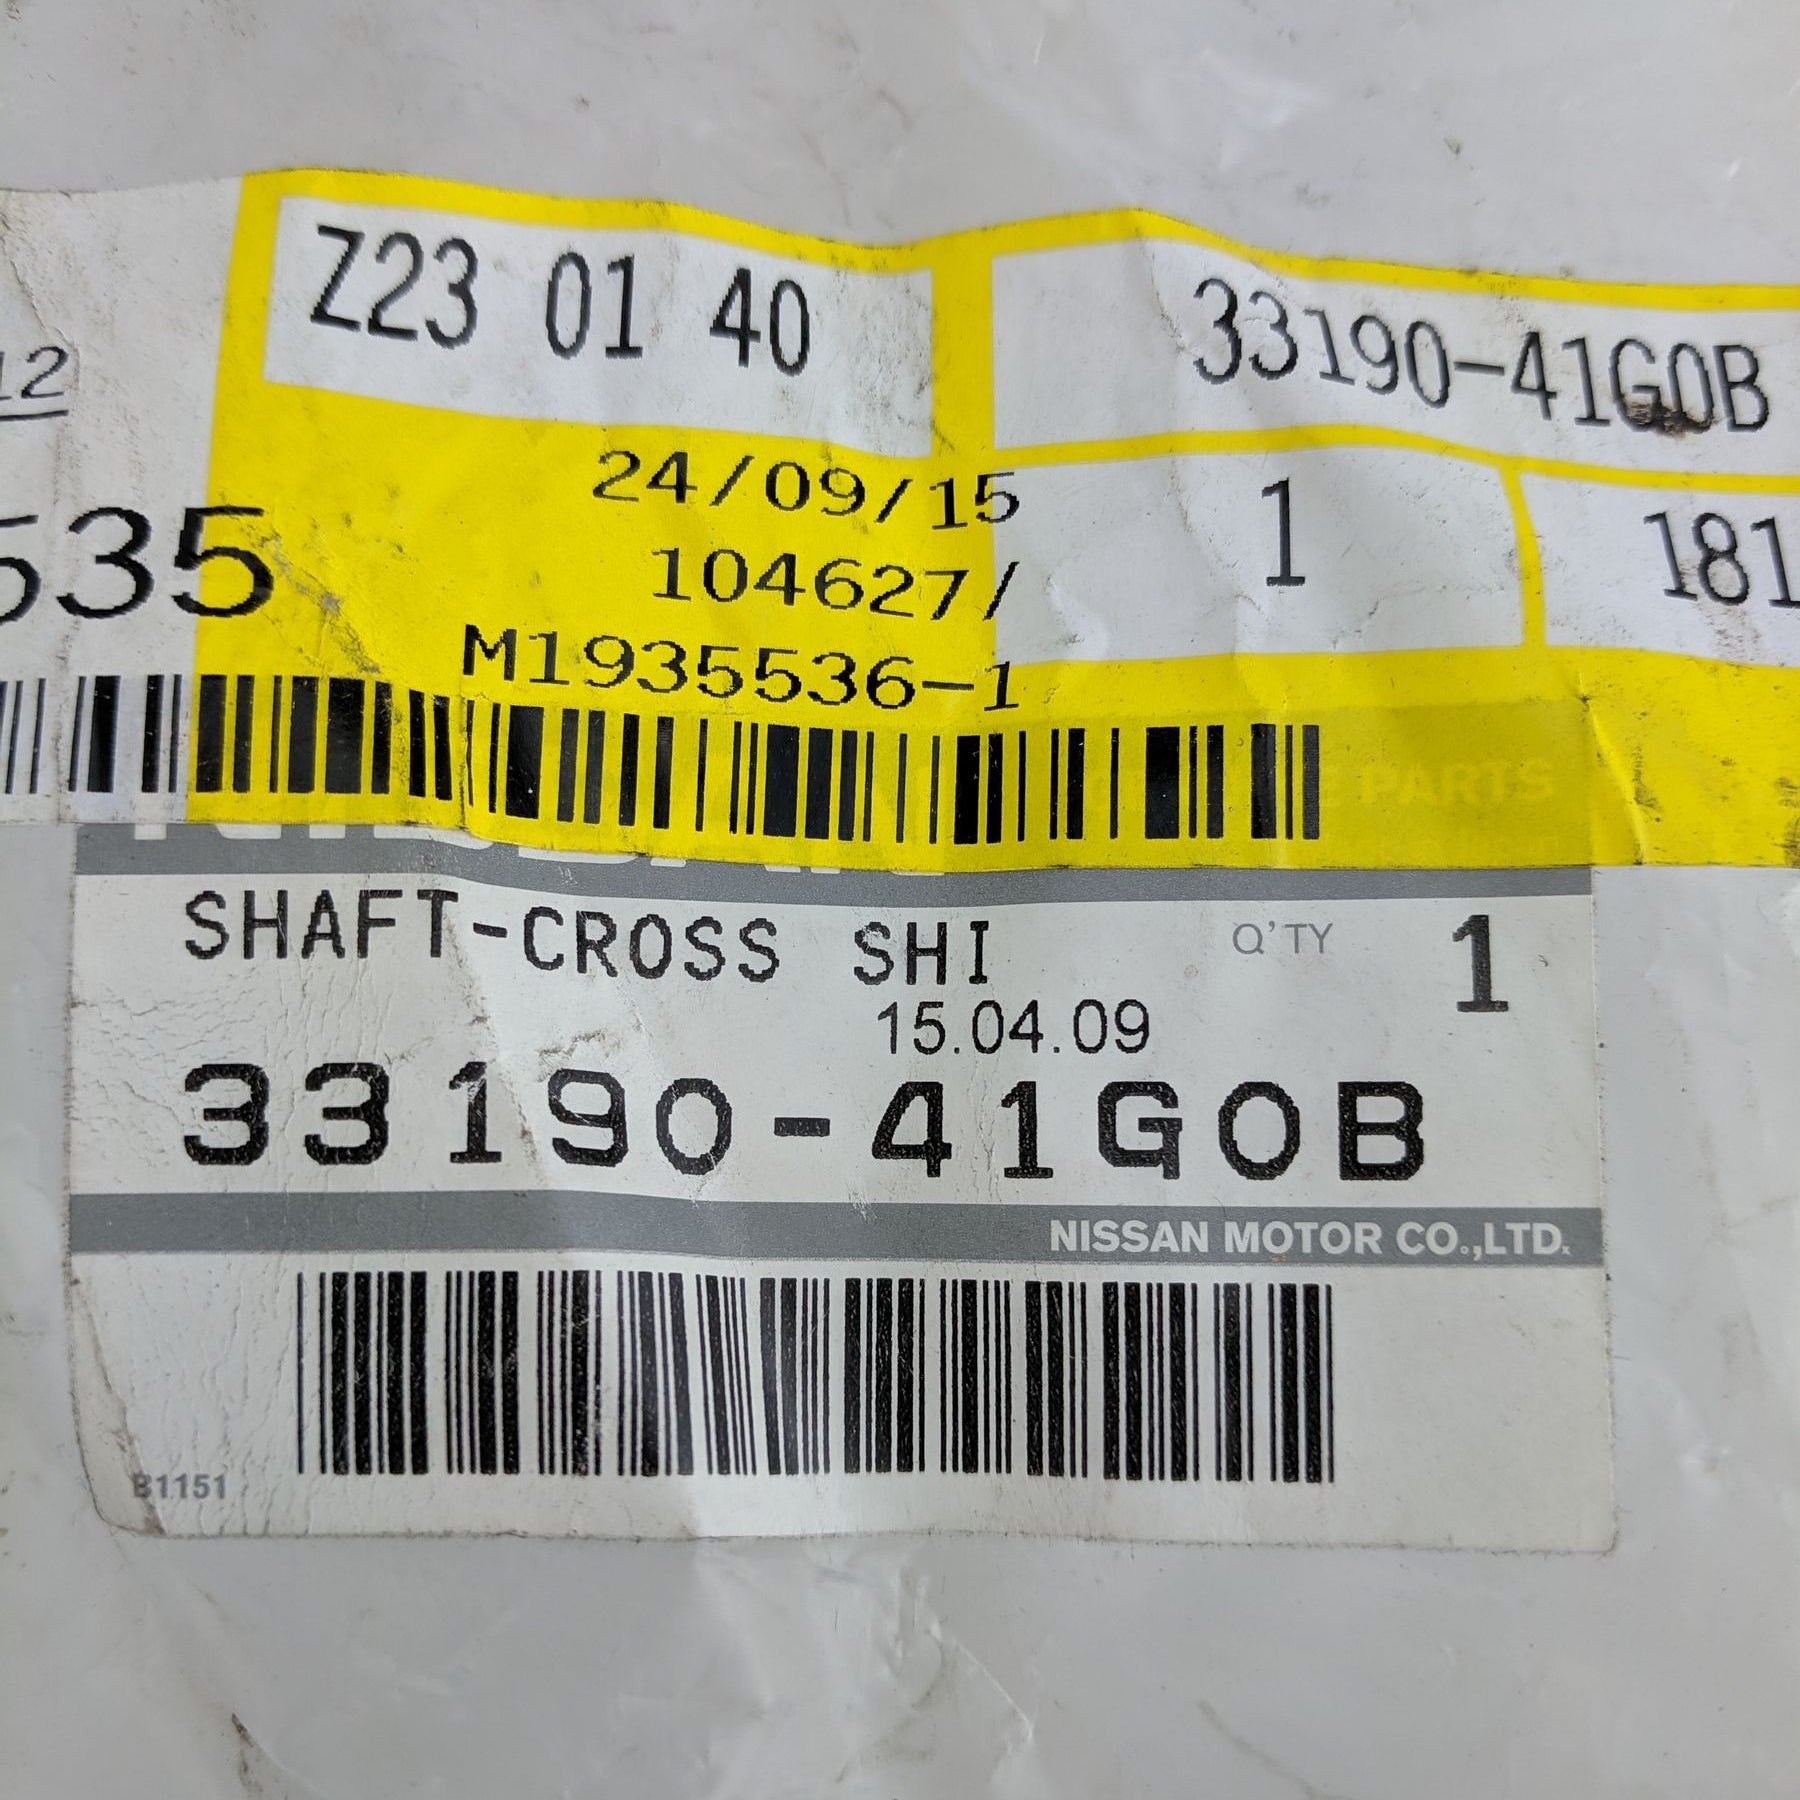 Z23 01 40
33190-41G0B
12
24/09/15
1
181
535
104627/
M1935536-1
PARTS
SHAFT-CROSS SHI
Q'TY 1
15.04.09
33190-41G0B
NISSAN MOTOR CO.,LTD.
B1151